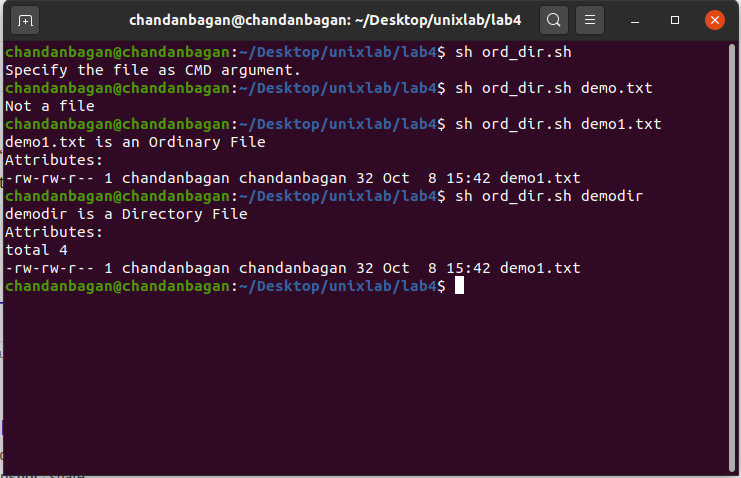 chandanbagan@chandanbagan: ~/Desktop/unixlab/lab4
chandanbagan@chandanbagan:~/Desktop/unixlab/lab4$ sh ord_dir.sh
Specify the file as CMD argument.
chandanbagan@chandanbagan:~/Desktop/unixlab/lab4$ sh ord_dir.sh demo.txt
Not a file
chandanbagan@chandanbagan:~/Desktop/unixlab/lab4$ sh ord_dir.sh demo1.txt
demo1.txt is an Ordinary File
Attributes:
-rw-rw-r-- 1 chandanbagan chandanbagan 32 Oct  8 15:42 demo1.txt
chandanbagan@chandanbagan:~/Desktop/unixlab/lab4$ sh ord_dir.sh demodir
demodir is a Directory File
Attributes:
total 4
-rw-rw-r-- 1 chandanbagan chandanbagan 32 Oct  8 15:42 demo1.txt
chandanbagan@chandanbagan:~/Desktop/unixlab/lab4$